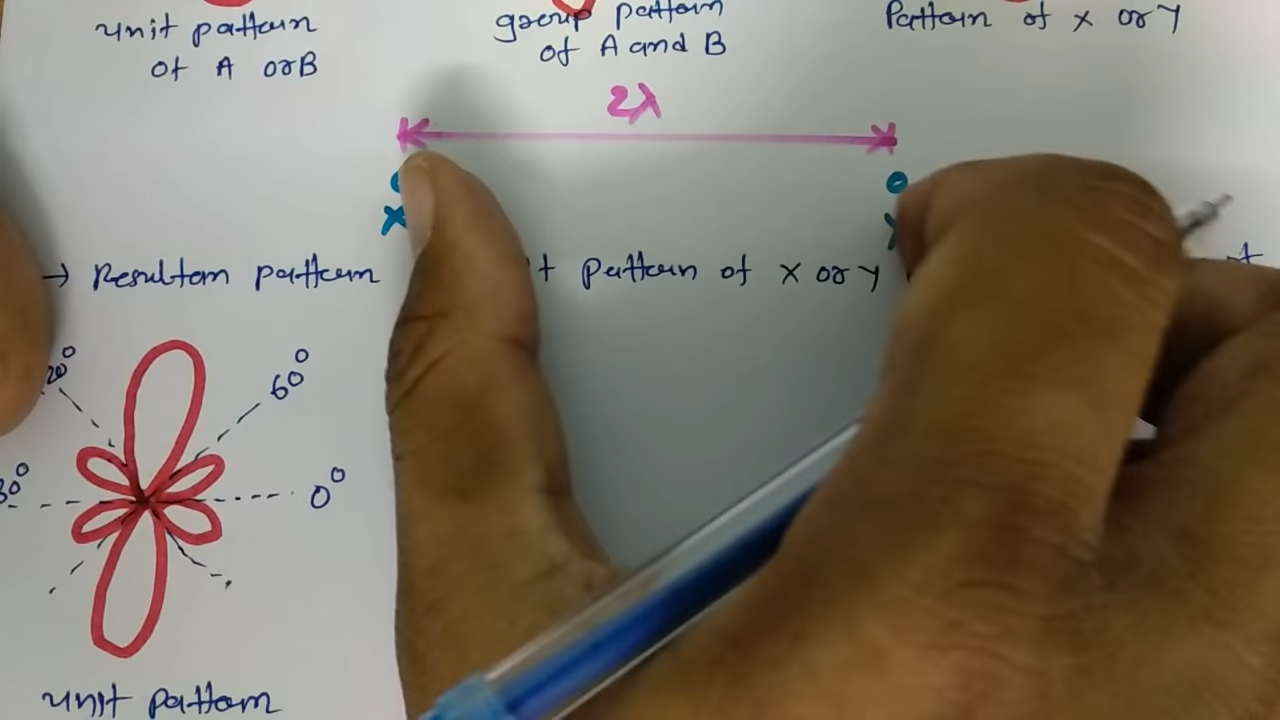 unit pattern
of A or B
group pattern
of A and B
Pattern of x or y
2λ
x
→ Resultan pattern
t pattern of x or y
60°
0°
unit pattern